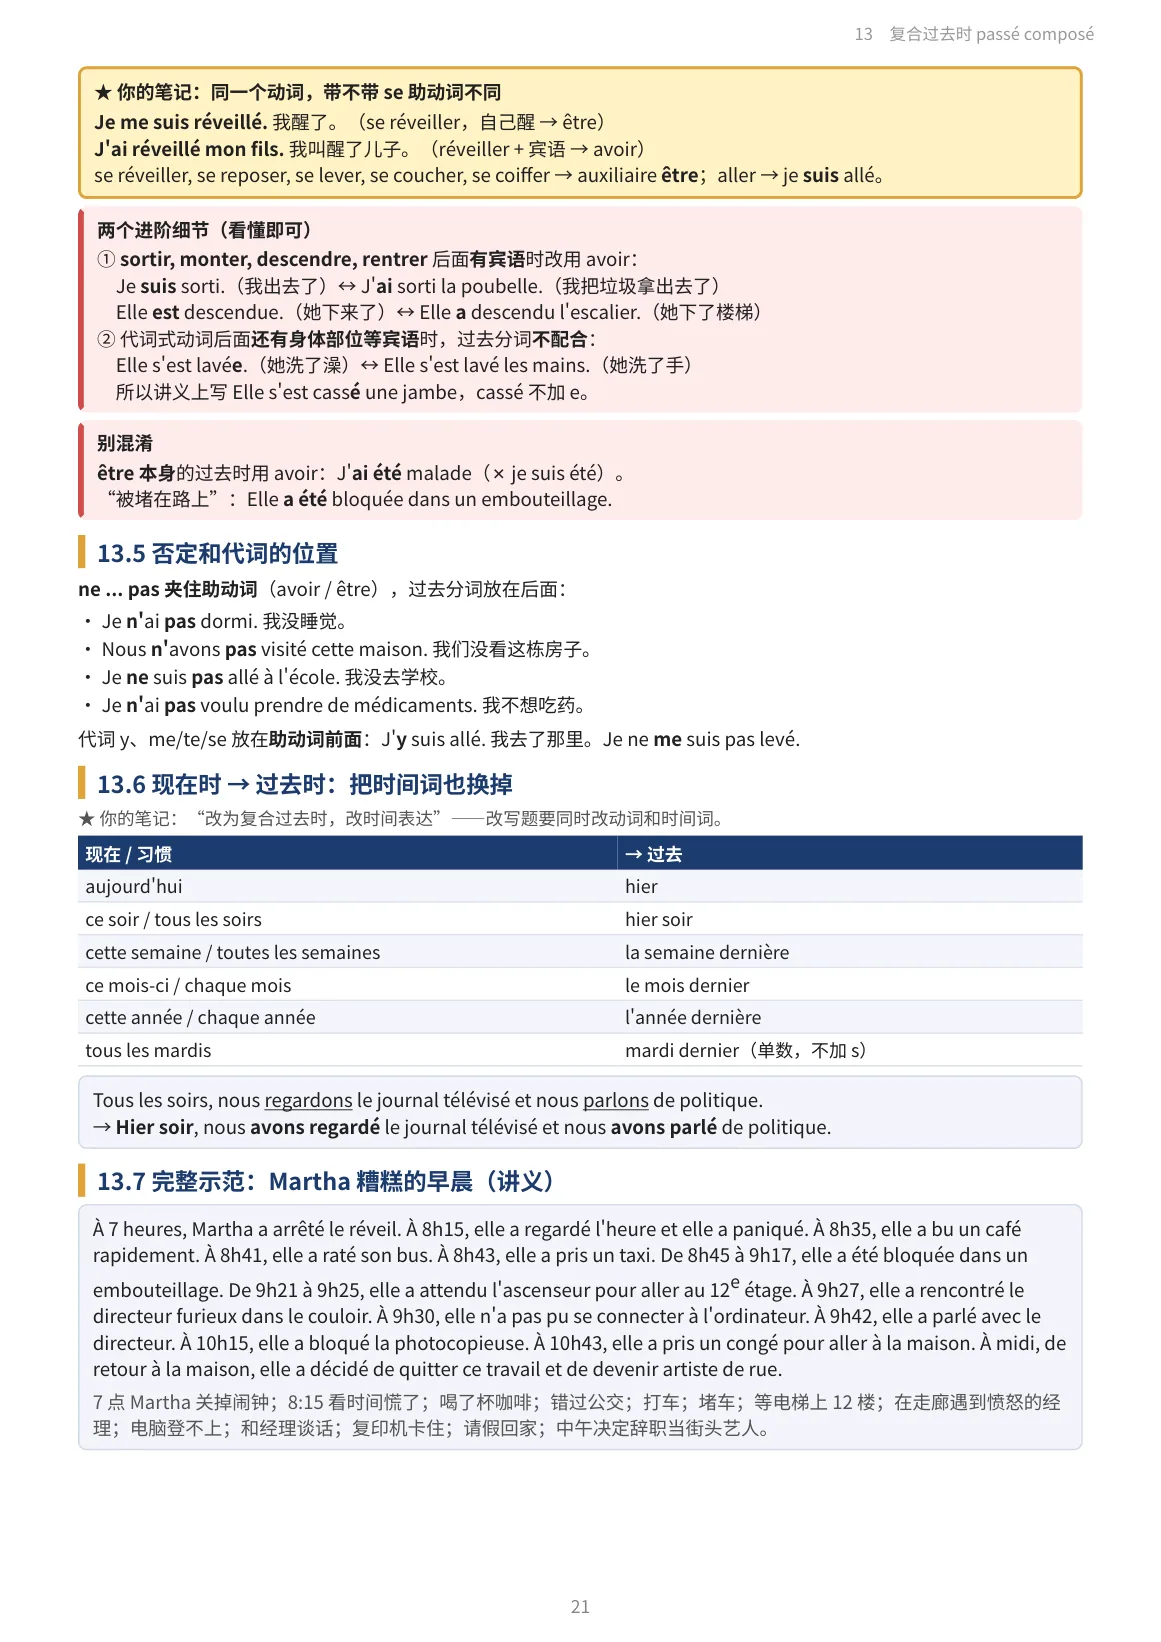 13 复合过去时 passé composé
★ 你的笔记：同一个动词，带不带 se 助动词不同
Je me suis réveillé. 我醒了。（se réveiller，自己醒 → être）
J'ai réveillé mon fils. 我叫醒了儿子。（réveiller + 宾语 → avoir）
se réveiller, se reposer, se lever, se coucher, se coiffer → auxiliaire être；aller → je suis allé。
两个进阶细节（看懂即可）
① sortir, monter, descendre, rentrer 后面有宾语时改用 avoir：
Je suis sorti.（我出去了）↔ J'ai sorti la poubelle.（我把垃圾拿出去了）
Elle est descendue.（她下来了）↔ Elle a descendu l'escalier.（她下了楼梯）
② 代词式动词后面还有身体部位等宾语时，过去分词不配合：
Elle s'est lavée.（她洗了澡）↔ Elle s'est lavé les mains.（她洗了手）
所以讲义上写 Elle s'est cassé une jambe，cassé 不加 e。
别混淆
être 本身的过去时用 avoir：J'ai été malade（× je suis été）。
“被堵在路上”：Elle a été bloquée dans un embouteillage.
13.5 否定和代词的位置
ne ... pas 夹住助动词（avoir / être），过去分词放在后面：
• Je n'ai pas dormi. 我没睡觉。
• Nous n'avons pas visité cette maison. 我们没看这栋房子。
• Je ne suis pas allé à l'école. 我没去学校。
• Je n'ai pas voulu prendre de médicaments. 我不想吃药。
代词 y、me/te/se 放在助动词前面：J'y suis allé. 我去了那里。Je ne me suis pas levé.
13.6 现在时 → 过去时：把时间词也换掉
★ 你的笔记：“改为复合过去时，改时间表达”——改写题要同时改动词和时间词。
现在 / 习惯 → 过去
aujourd'hui hier
ce soir / tous les soirs hier soir
cette semaine / toutes les semaines la semaine dernière
ce mois-ci / chaque mois le mois dernier
cette année / chaque année l'année dernière
tous les mardis mardi dernier（单数，不加 s）
Tous les soirs, nous regardons le journal télévisé et nous parlons de politique.
→ Hier soir, nous avons regardé le journal télévisé et nous avons parlé de politique.
13.7 完整示范：Martha 糟糕的早晨（讲义）
À 7 heures, Martha a arrêté le réveil. À 8h15, elle a regardé l'heure et elle a paniqué. À 8h35, elle a bu un café
rapidement. À 8h41, elle a raté son bus. À 8h43, elle a pris un taxi. De 8h45 à 9h17, elle a été bloquée dans un
embouteillage. De 9h21 à 9h25, elle a attendu l'ascenseur pour aller au 12e étage. À 9h27, elle a rencontré le
directeur furieux dans le couloir. À 9h30, elle n'a pas pu se connecter à l'ordinateur. À 9h42, elle a parlé avec le
directeur. À 10h15, elle a bloqué la photocopieuse. À 10h43, elle a pris un congé pour aller à la maison. À midi, de
retour à la maison, elle a décidé de quitter ce travail et de devenir artiste de rue.
7 点 Martha 关掉闹钟；8:15 看时间慌了；喝了杯咖啡；错过公交；打车；堵车；等电梯上 12 楼；在走廊遇到愤怒的经
理；电脑登不上；和经理谈话；复印机卡住；请假回家；中午决定辞职当街头艺人。
21